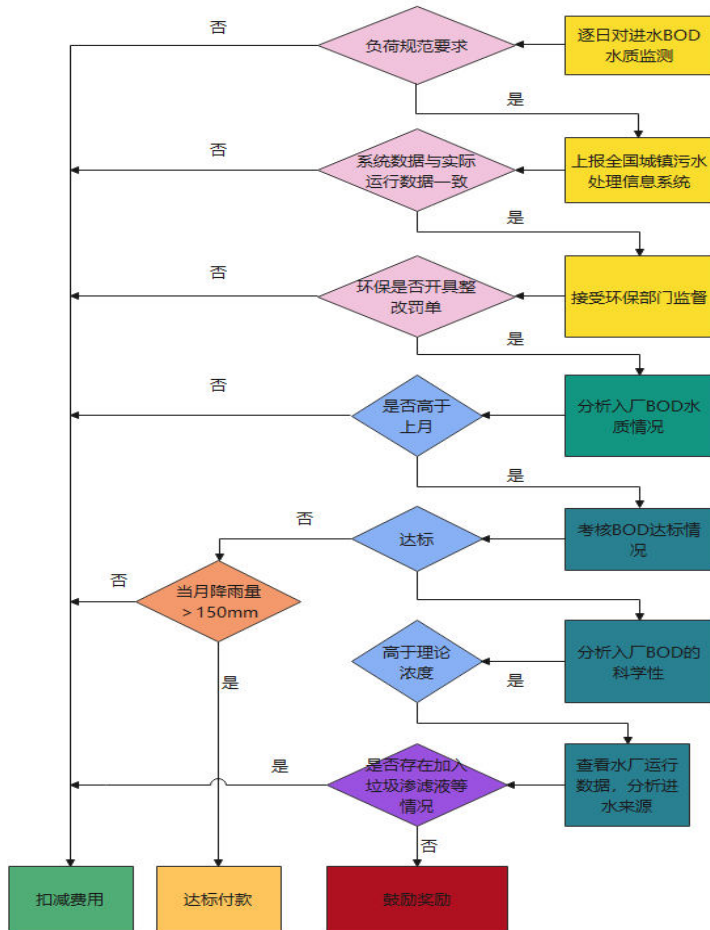 否
负荷规范要求
逐日对进水BOD
水质监测
是
否
系统数据与实际
运行数据一致
上报全国城镇污水
处理信息系统
是
否
环保是否开具整
改罚单
接受环保部门监督
是
否
是否高于
上月
分析入厂BOD水
质情况
是
否
达标
考核BOD达标情
况
否
当月降雨量
＞150mm
高于理论
浓度
是
分析入厂BOD的
科学性
是
是
是否存在加入
垃圾渗滤液等
情况
查看水厂运行
数据，分析进
水来源
否
扣减费用
达标付款
鼓励奖励